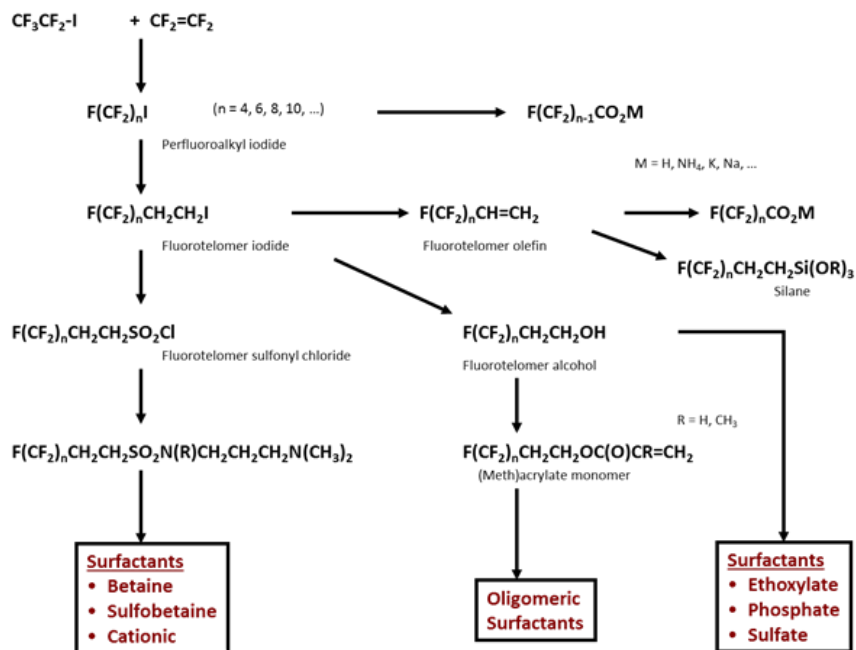 CF₃CF₂-I + CF₂=CF₂
F(CF₂)ₙI (n = 4, 6, 8, 10, …) F(CF₂)ₙ₋₁CO₂M
Perfluoroalkyl iodide
M = H, NH₄, K, Na, …
F(CF₂)ₙCH₂CH₂I F(CF₂)ₙCH=CH₂ F(CF₂)ₙCO₂M
Fluorotelomer iodide Fluorotelomer olefin
F(CF₂)ₙCH₂CH₂Si(OR)₃
Silane
F(CF₂)ₙCH₂CH₂SO₂Cl F(CF₂)ₙCH₂CH₂OH
Fluorotelomer sulfonyl chloride Fluorotelomer alcohol
R = H, CH₃
F(CF₂)ₙCH₂CH₂SO₂N(R)CH₂CH₂CH₂N(CH₃)₂ F(CF₂)ₙCH₂CH₂OC(O)CR=CH₂
(Meth)acrylate monomer
Surfactants
• Betaine
• Sulfobetaine
• Cationic
Oligomeric
Surfactants
Surfactants
• Ethoxylate
• Phosphate
• Sulfate